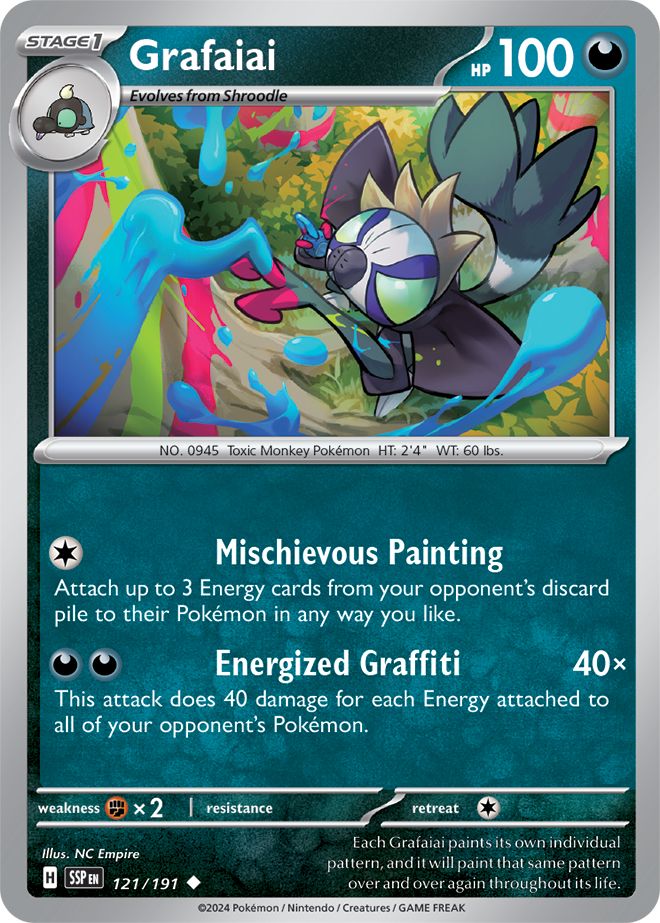 STAGE1
Grafaiai
HP 100
Evolves from Shroodle
NO. 0945 Toxic Monkey Pokémon HT: 2'4" WT: 60 lbs.
Mischievous Painting
Attach up to 3 Energy cards from your opponent's discard
pile to their Pokémon in any way you like.
Energized Graffiti 40×
This attack does 40 damage for each Energy attached to
all of your opponent's Pokémon.
weakness ×2 resistance retreat
Illus. NC Empire
H SSP EN 121/191
Each Grafaiai paints its own individual
pattern, and it will paint that same pattern
over and over again throughout its life.
©2024 Pokémon / Nintendo / Creatures / GAME FREAK